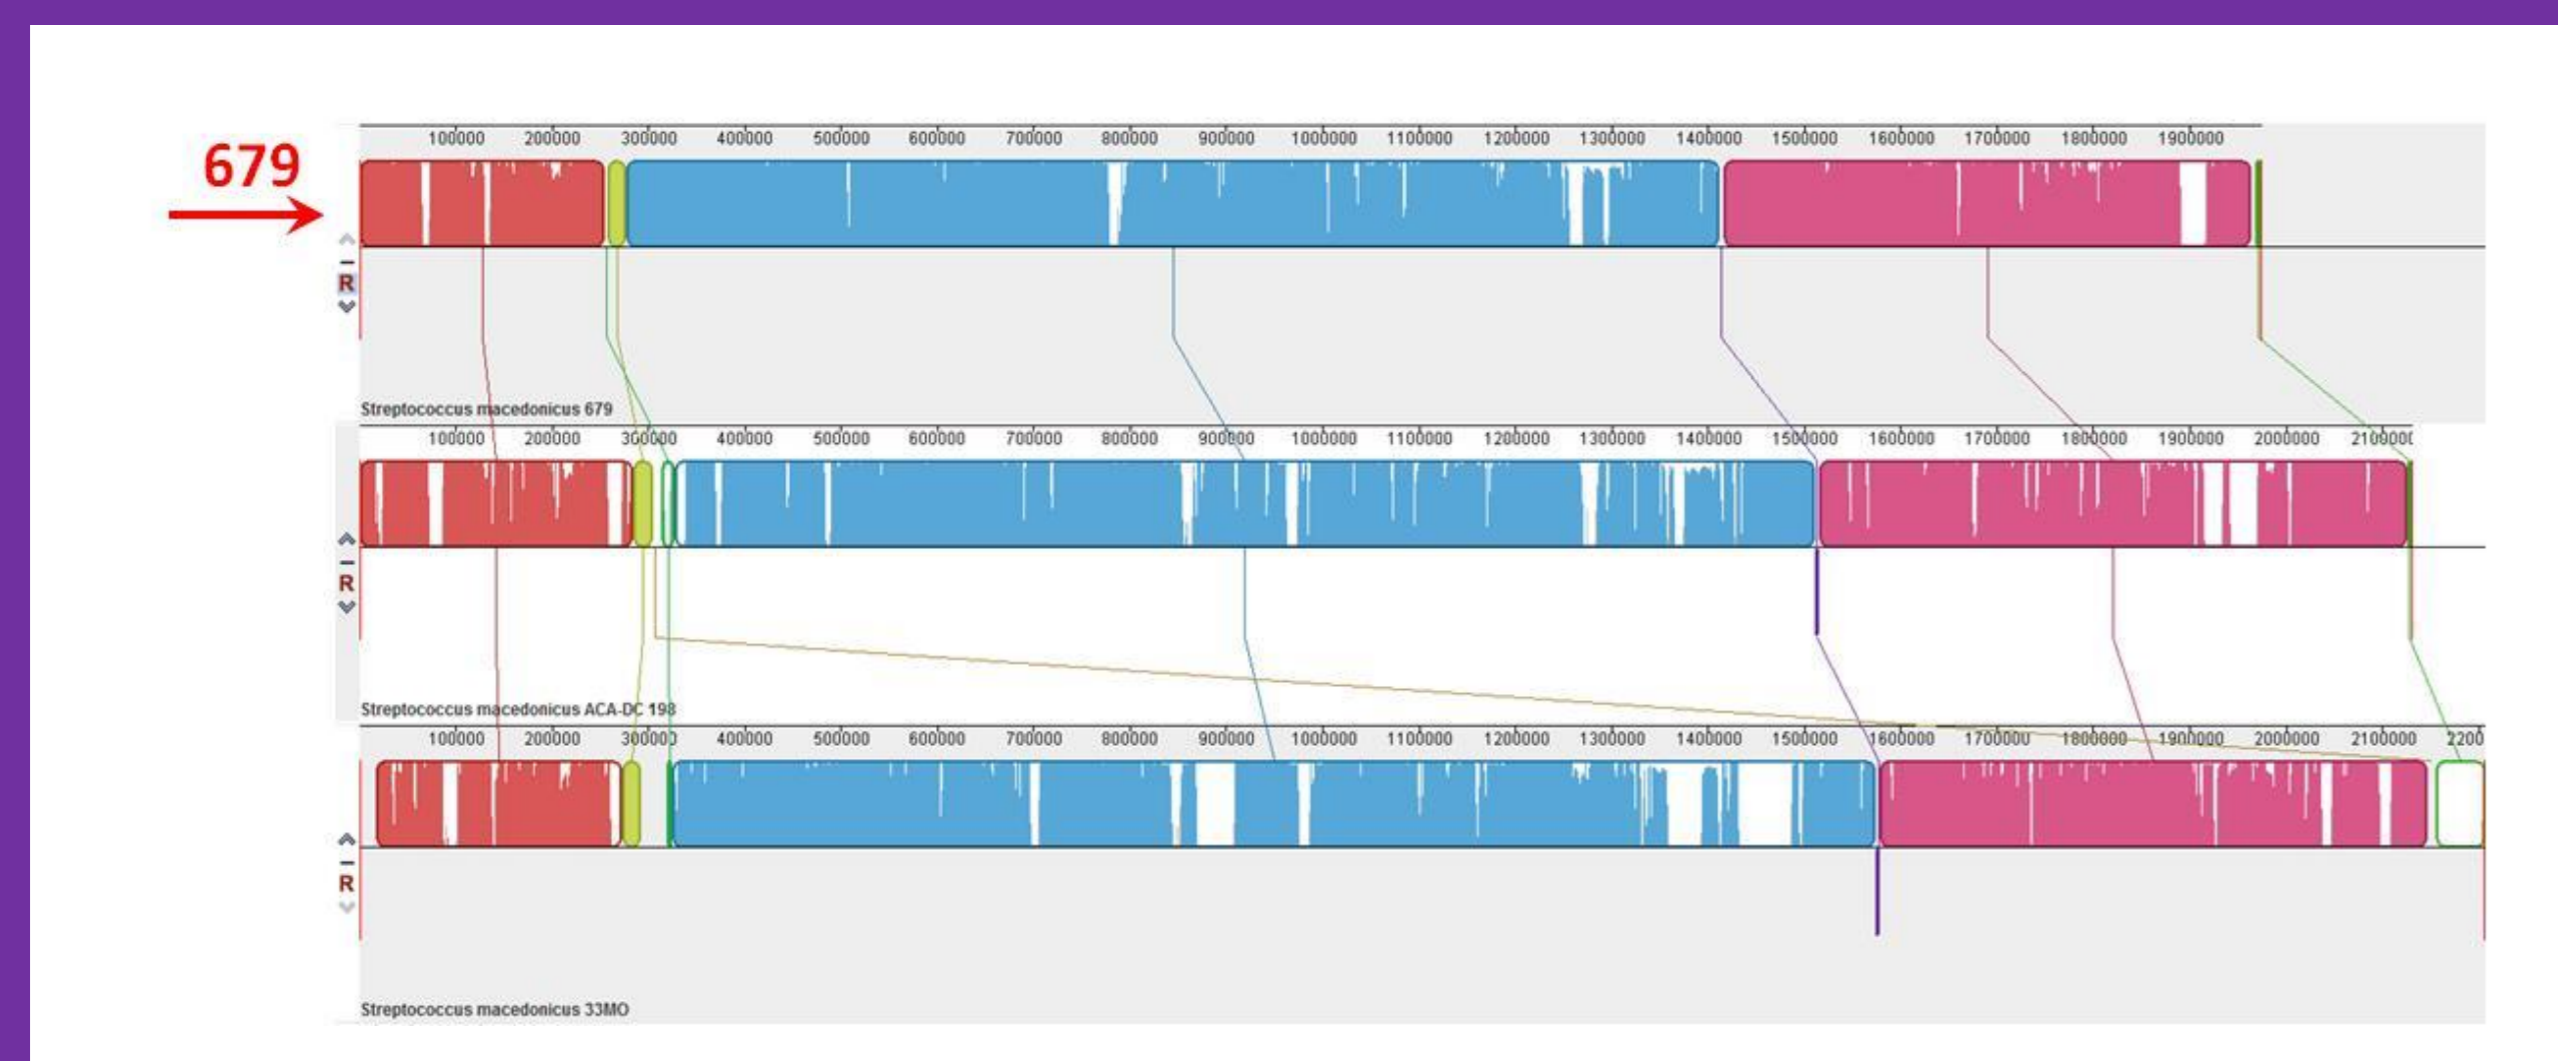 100000 200000 300000 400000 500000 600000 700000 800000 900000 1000000 1100000 1200000 1300000 1400000 1500000 1600000 1700000 1800000 1900000
679
R
Streptococcus macedonicus 679
100000 200000 300000 400000 500000 600000 700000 800000 900000 1000000 1100000 1200000 1300000 1400000 1500000 1600000 1700000 1800000 1900000 2000000 210000
R
Streptococcus macedonicus ACA-DC 198
100000 200000 300000 400000 500000 600000 700000 800000 900000 1000000 1100000 1200000 1300000 1400000 1500000 1600000 1700000 1800000 1900000 2000000 2100000 2200
R
Streptococcus macedonicus 33MO